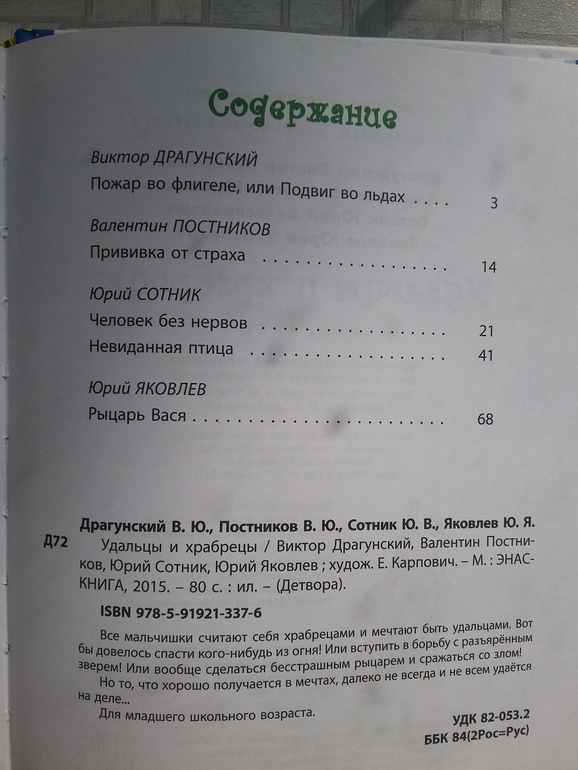 Содержание
Виктор ДРАГУНСКИЙ
Пожар во флигеле, или Подвиг во льдах . . . . 3
Валентин ПОСТНИКОВ
Прививка от страха . . . . . . . . . . . . . . . . . . 14
Юрий СОТНИК
Человек без нервов . . . . . . . . . . . . . . . . . 21
Невиданная птица . . . . . . . . . . . . . . . . . . 41
Юрий ЯКОВЛЕВ
Рыцарь Вася . . . . . . . . . . . . . . . . . . . . . . . 68
Драгунский В. Ю., Постников В. Ю., Сотник Ю. В., Яковлев Ю. Я.
Д72 Удальцы и храбрецы / Виктор Драгунский, Валентин Постни-
ков, Юрий Сотник, Юрий Яковлев ; худож. Е. Карпович. – М. : ЭНАС-
КНИГА, 2015. – 80 с. : ил. – (Детвора).
ISBN 978-5-91921-337-6
Все мальчишки считают себя храбрецами и мечтают быть удальцами. Вот
бы довелось спасти кого-нибудь из огня! Или вступить в борьбу с разъярённым
зверем! Или вообще сделаться бесстрашным рыцарем и сражаться со злом!
Но то, что хорошо получается в мечтах, далеко не всегда и не всем удаётся
на деле...
Для младшего школьного возраста.
УДК 82-053.2
ББК 84(2Рос=Рус)